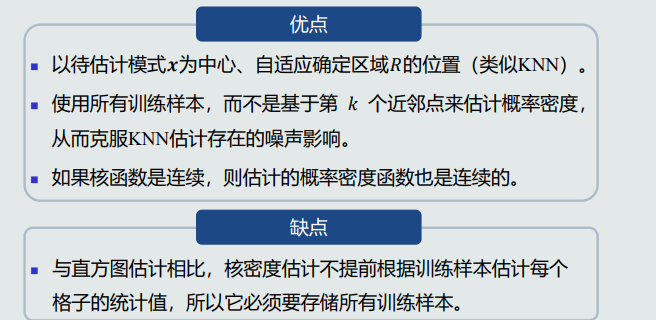 优点
以待估计模式x为中心、自适应确定区域R的位置（类似KNN）。
使用所有训练样本，而不是基于第 k 个近邻点来估计概率密度，
从而克服KNN估计存在的噪声影响。
如果核函数是连续，则估计的概率密度函数也是连续的。
缺点
与直方图估计相比，核密度估计不提前根据训练样本估计每个
格子的统计值，所以它必须要存储所有训练样本。